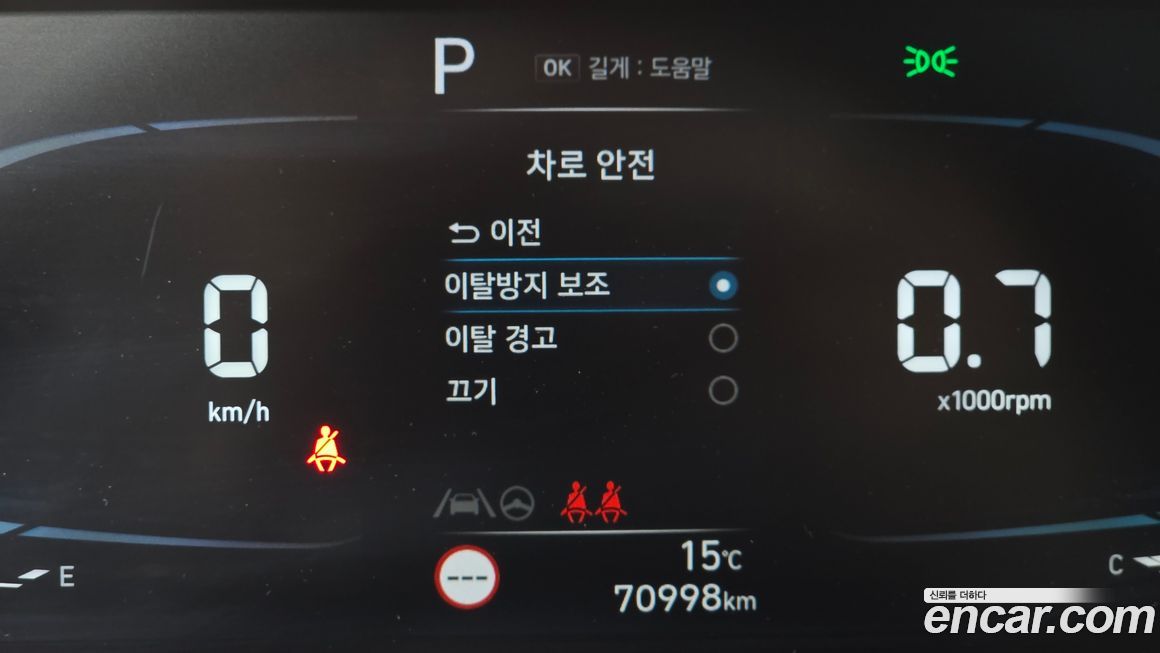 P
OK 길게 : 도움말
차로 안전
이전
이탈방지 보조
이탈 경고
끄기
0
km/h
0.7
x1000rpm
---
15℃
70998km
E
C
신뢰를 더하다
encar.com